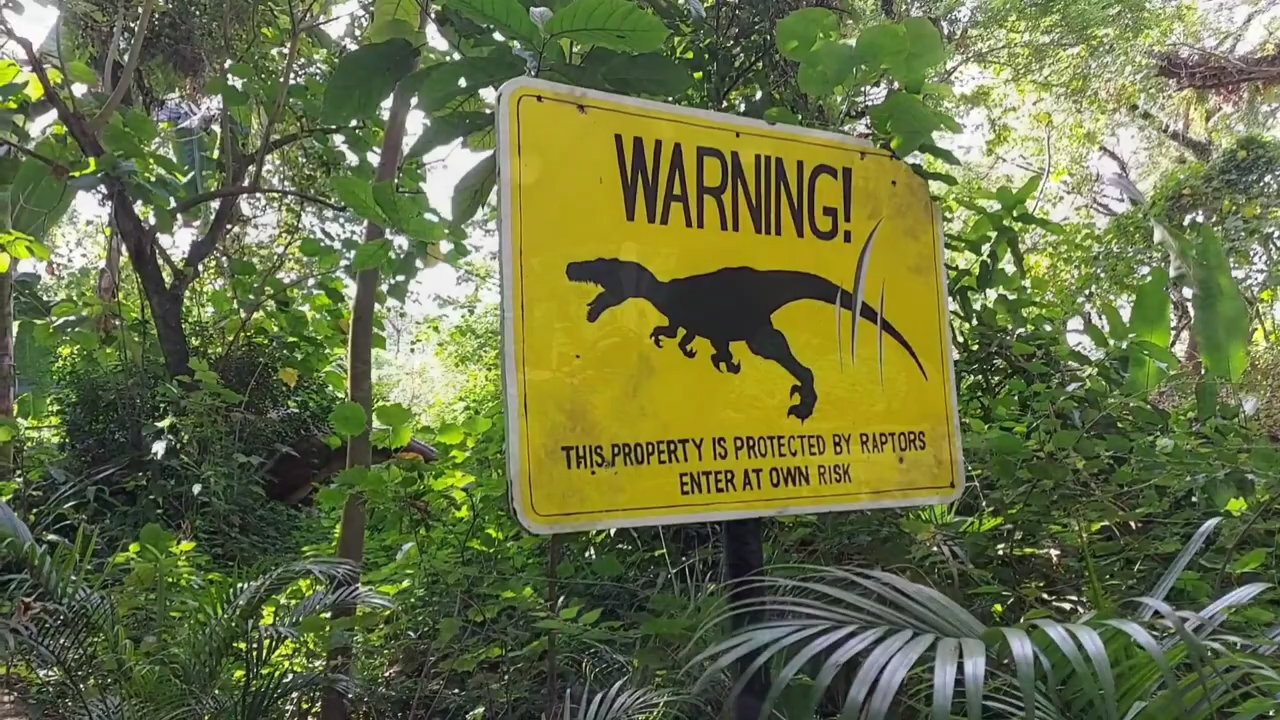 WARNING!
THIS PROPERTY IS PROTECTED BY RAPTORS
ENTER AT OWN RISK